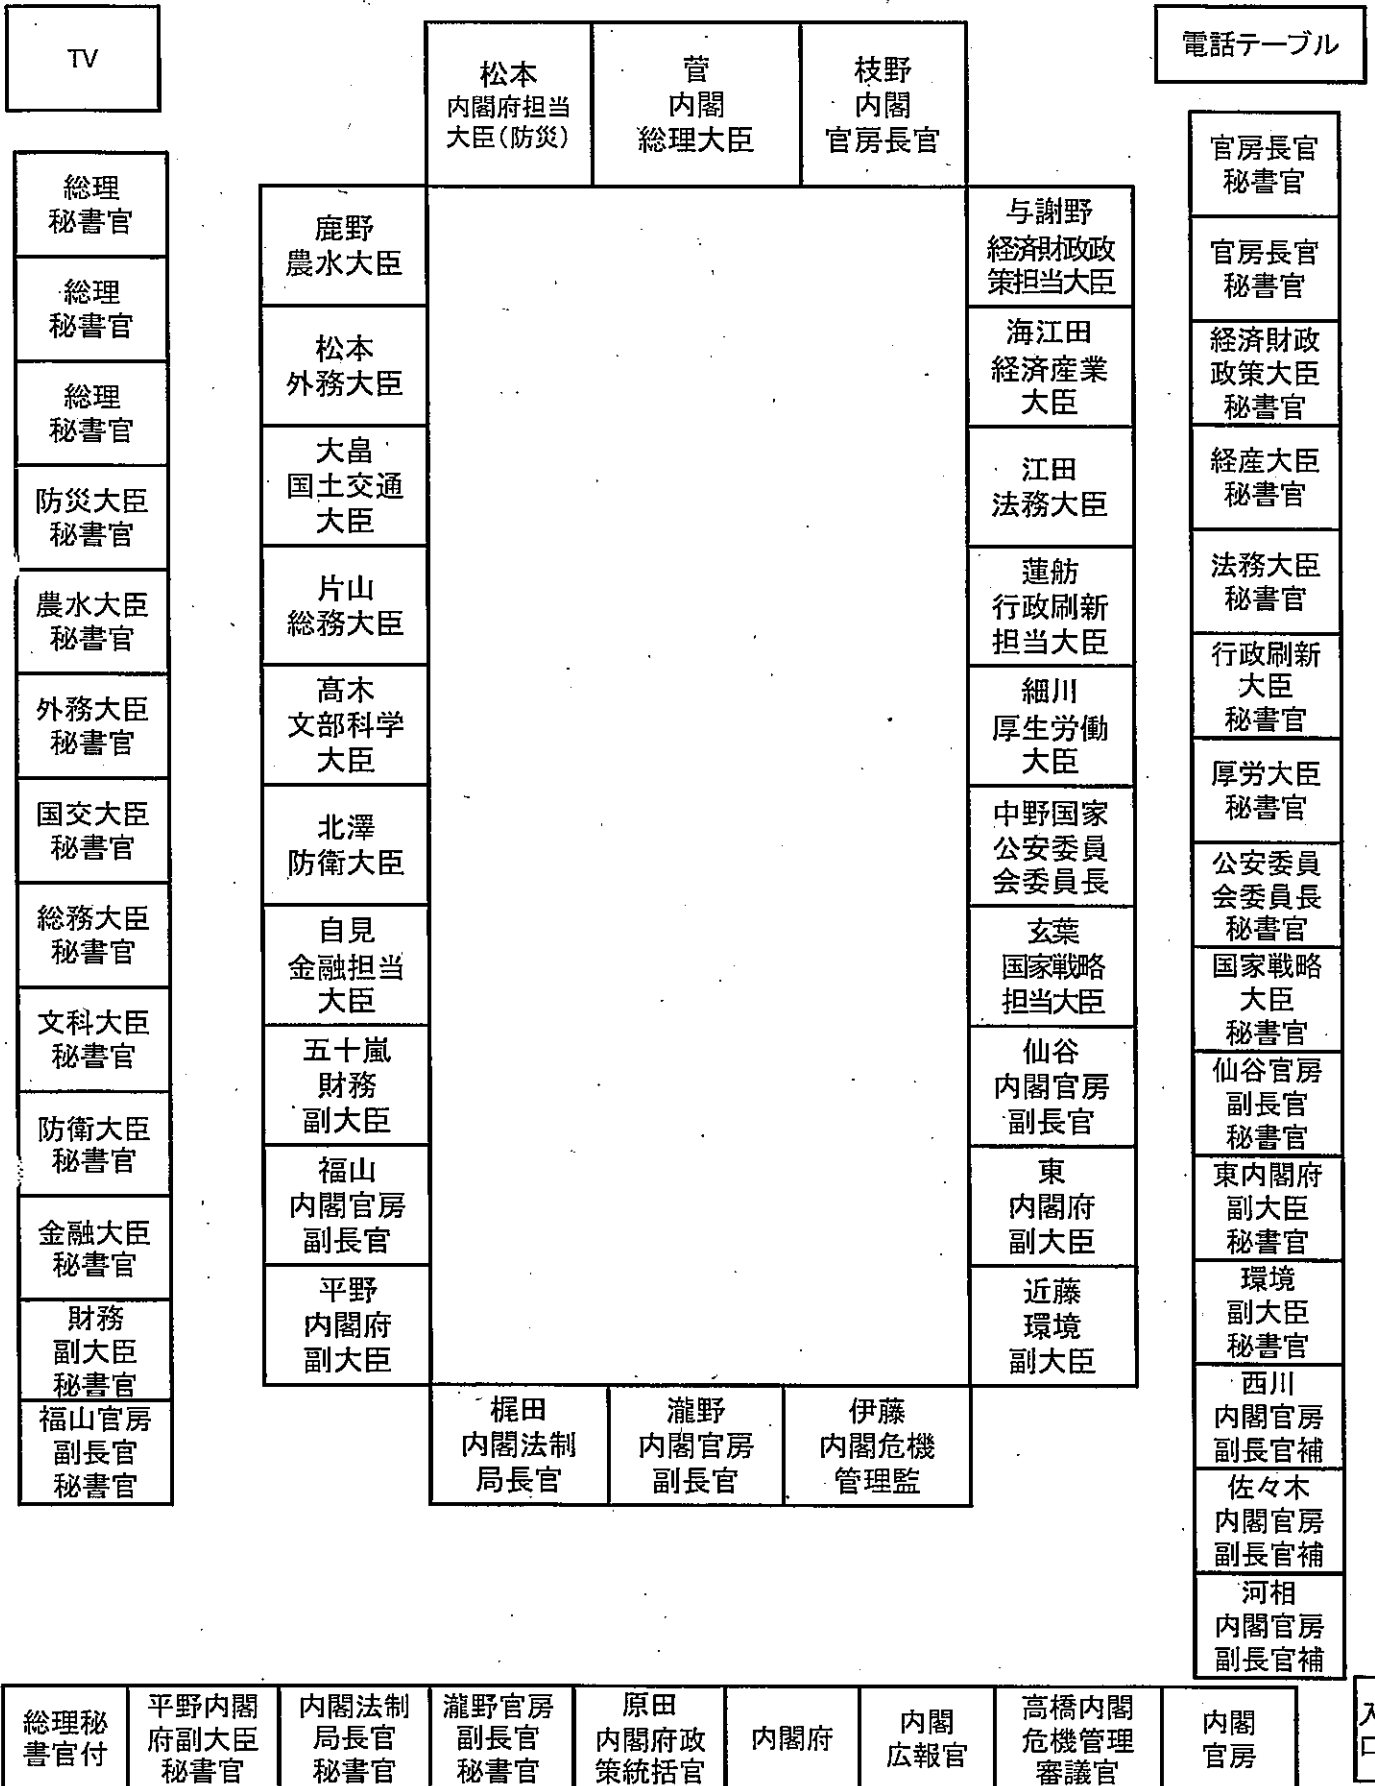 TV
松本
内閣府担当
大臣(防災)
菅
内閣
総理大臣
枝野
内閣
官房長官
電話テーブル
総理
秘書官
総理
秘書官
総理
秘書官
防災大臣
秘書官
農水大臣
秘書官
外務大臣
秘書官
国交大臣
秘書官
総務大臣
秘書官
文科大臣
秘書官
防衛大臣
秘書官
金融大臣
秘書官
財務
副大臣
秘書官
福山官房
副長官
秘書官
鹿野
農水大臣
松本
外務大臣
大畠
国土交通
大臣
片山
総務大臣
髙木
文部科学
大臣
北澤
防衛大臣
自見
金融担当
大臣
五十嵐
財務
副大臣
福山
内閣官房
副長官
平野
内閣府
副大臣
与謝野
経済財政政
策担当大臣
海江田
経済産業
大臣
江田
法務大臣
蓮舫
行政刷新
担当大臣
細川
厚生労働
大臣
中野国家
公安委員
会委員長
玄葉
国家戦略
担当大臣
仙谷
内閣官房
副長官
東
内閣府
副大臣
近藤
環境
副大臣
梶田
内閣法制
局長官
瀧野
内閣官房
副長官
伊藤
内閣危機
管理監
官房長官
秘書官
官房長官
秘書官
経済財政
政策大臣
秘書官
経産大臣
秘書官
法務大臣
秘書官
行政刷新
大臣
秘書官
厚労大臣
秘書官
公安委員
会委員長
秘書官
国家戦略
大臣
秘書官
仙谷官房
副長官
秘書官
東内閣府
副大臣
秘書官
環境
副大臣
秘書官
西川
内閣官房
副長官補
佐々木
内閣官房
副長官補
河相
内閣官房
副長官補
総理秘
書官付
平野内閣
府副大臣
秘書官
内閣法制
局長官
秘書官
瀧野官房
副長官
秘書官
原田
内閣府政
策統括官
内閣府
内閣
広報官
高橋内閣
危機管理
審議官
内閣
官房
入
口